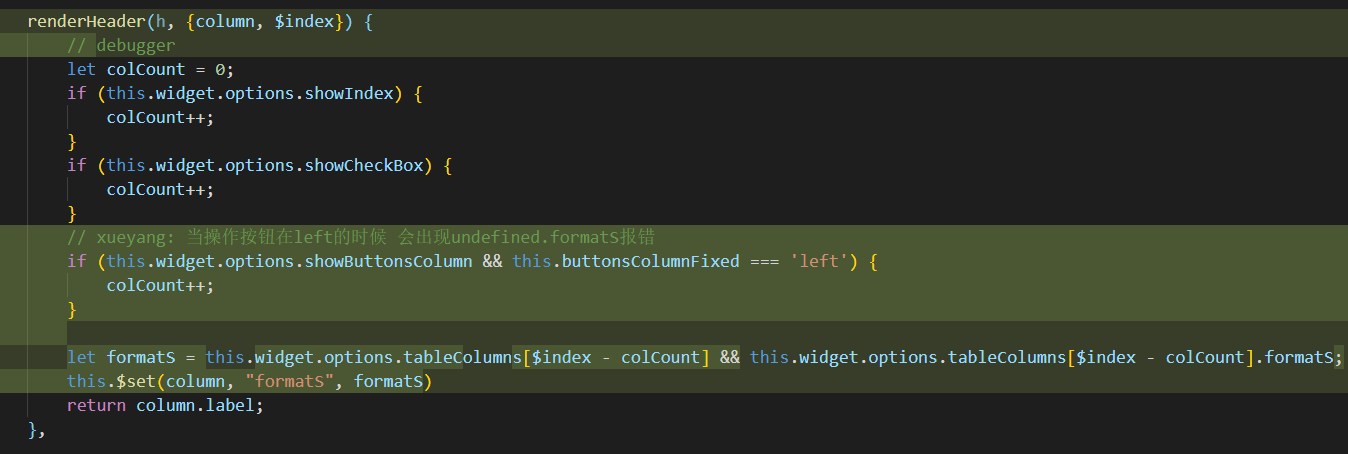 renderHeader(h, {column, $index}) {
// debugger
let colCount = 0;
if (this.widget.options.showIndex) {
colCount++;
}
if (this.widget.options.showCheckBox) {
colCount++;
}
// xueyang: 当操作按钮在left的时候 会出现undefined.formatS报错
if (this.widget.options.showButtonsColumn && this.buttonsColumnFixed === 'left') {
colCount++;
}
let formatS = this.widget.options.tableColumns[$index - colCount] && this.widget.options.tableColumns[$index - colCount].formatS;
this.$set(column, "formatS", formatS)
return column.label;
},